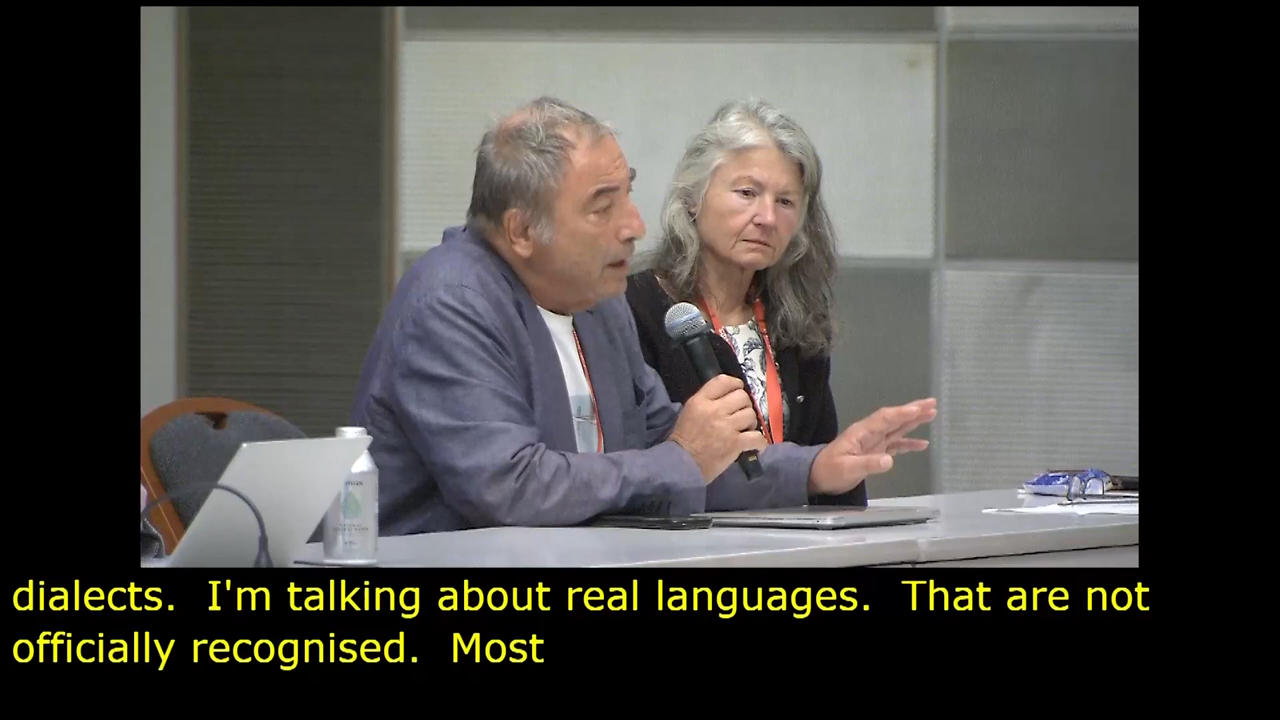 dialects.  I'm talking about real languages.  That are not
officially recognised.  Most